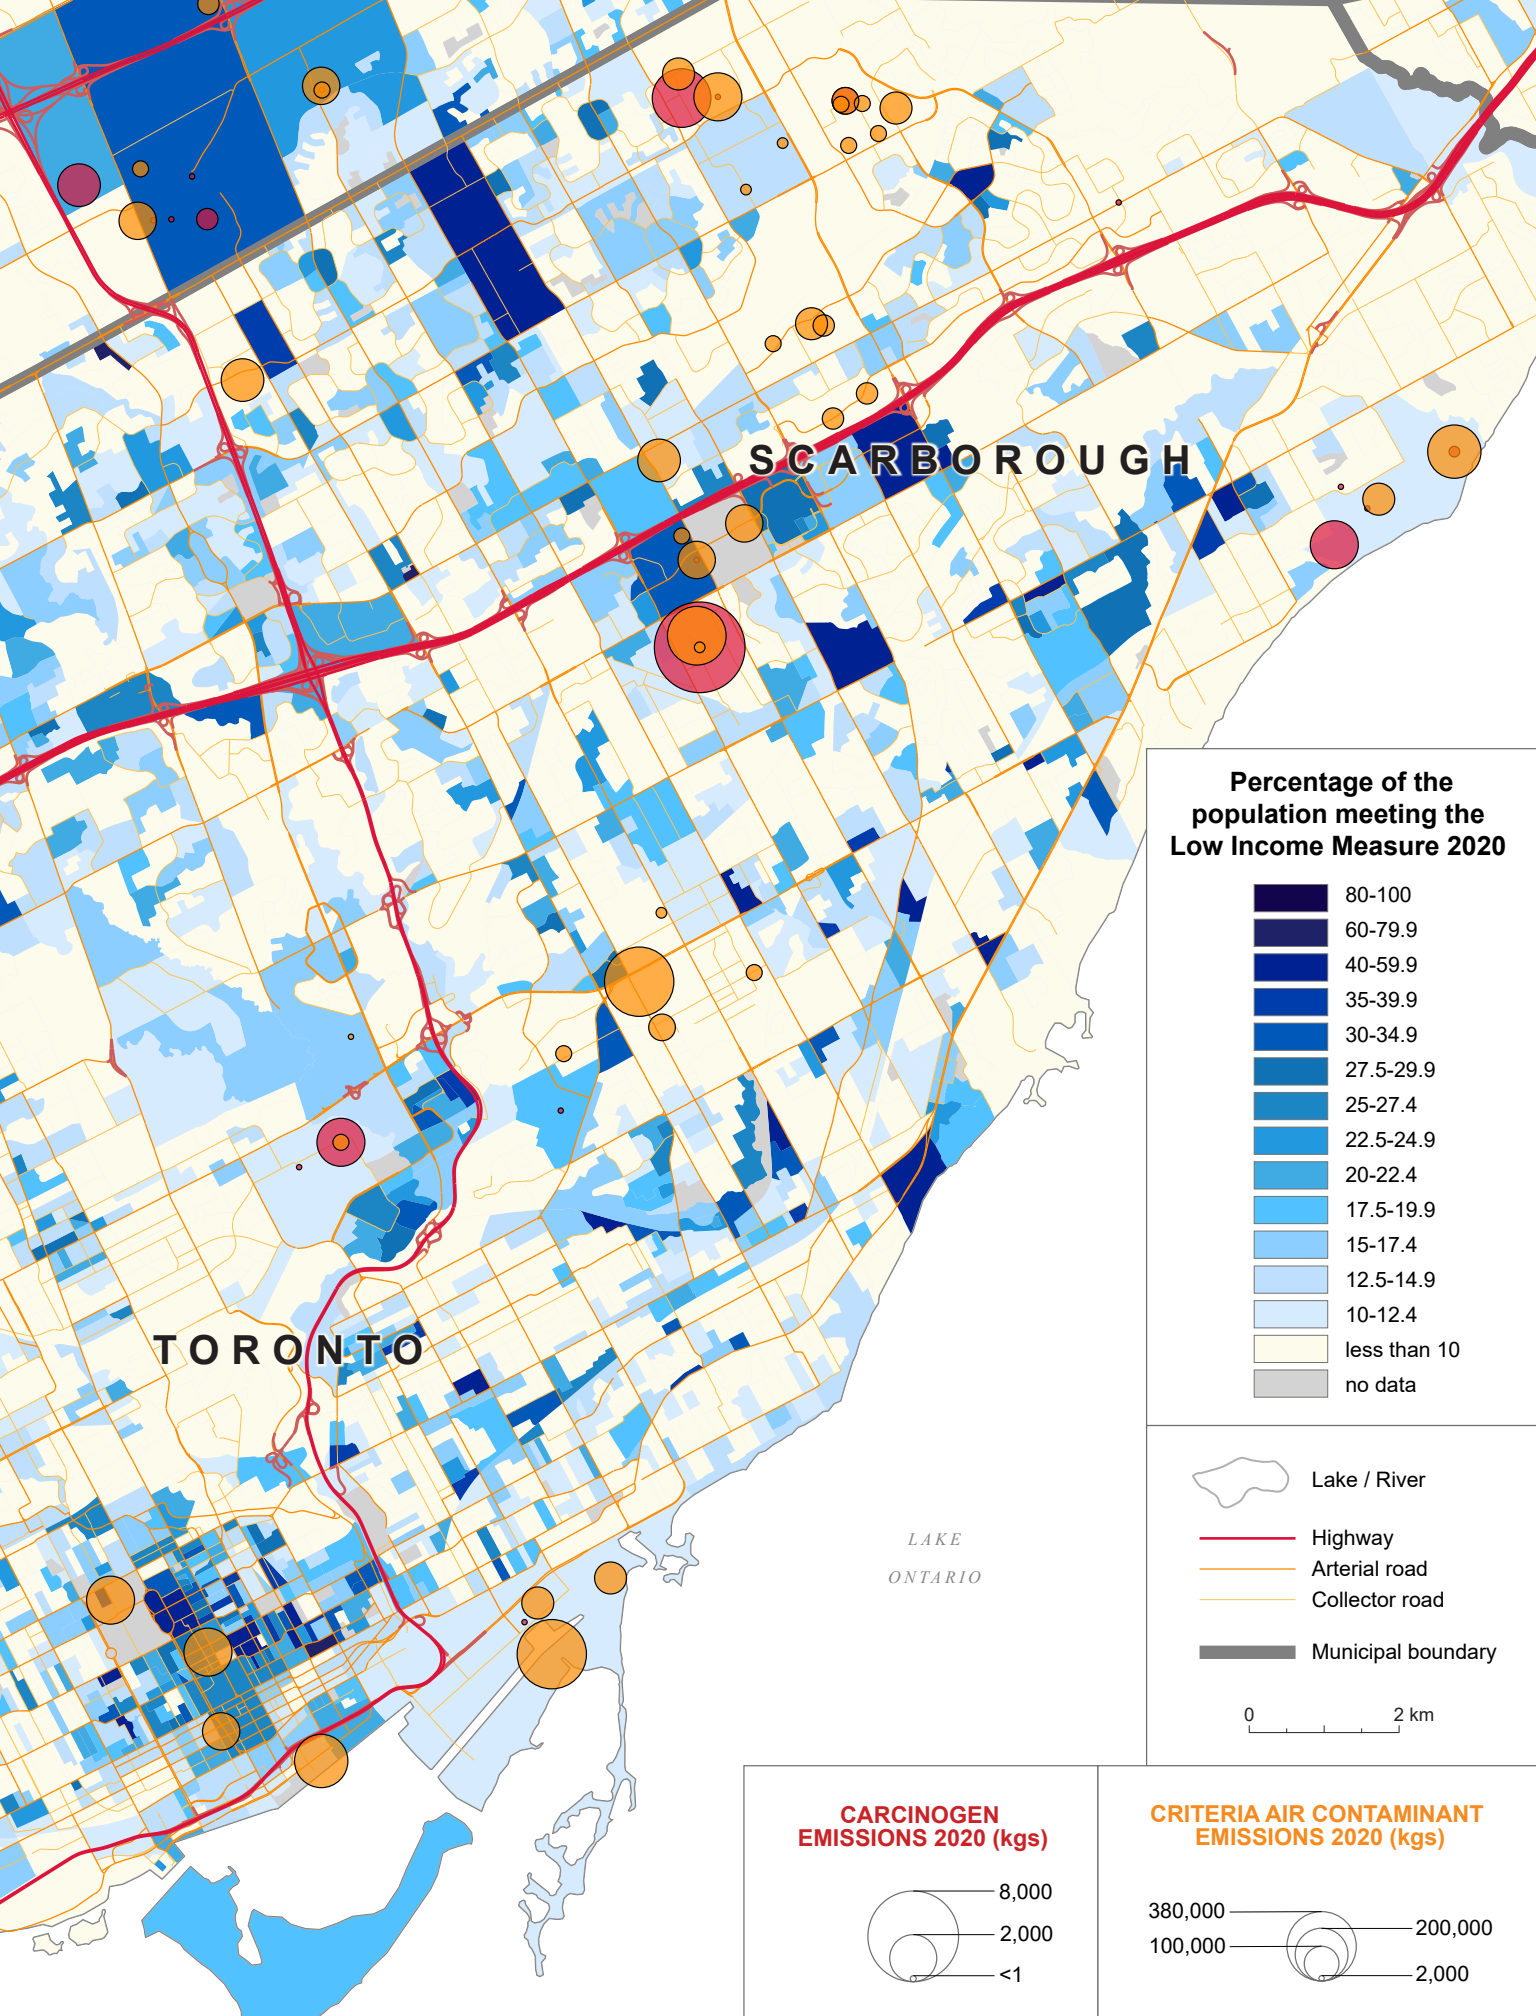 SCARBOROUGH
TORONTO
LAKE
ONTARIO
Percentage of the
population meeting the
Low Income Measure 2020
80-100
60-79.9
40-59.9
35-39.9
30-34.9
27.5-29.9
25-27.4
22.5-24.9
20-22.4
17.5-19.9
15-17.4
12.5-14.9
10-12.4
less than 10
no data
Lake / River
Highway
Arterial road
Collector road
Municipal boundary
0 2 km
CARCINOGEN
EMISSIONS 2020 (kgs)
8,000
2,000
<1
CRITERIA AIR CONTAMINANT
EMISSIONS 2020 (kgs)
380,000
200,000
100,000
2,000